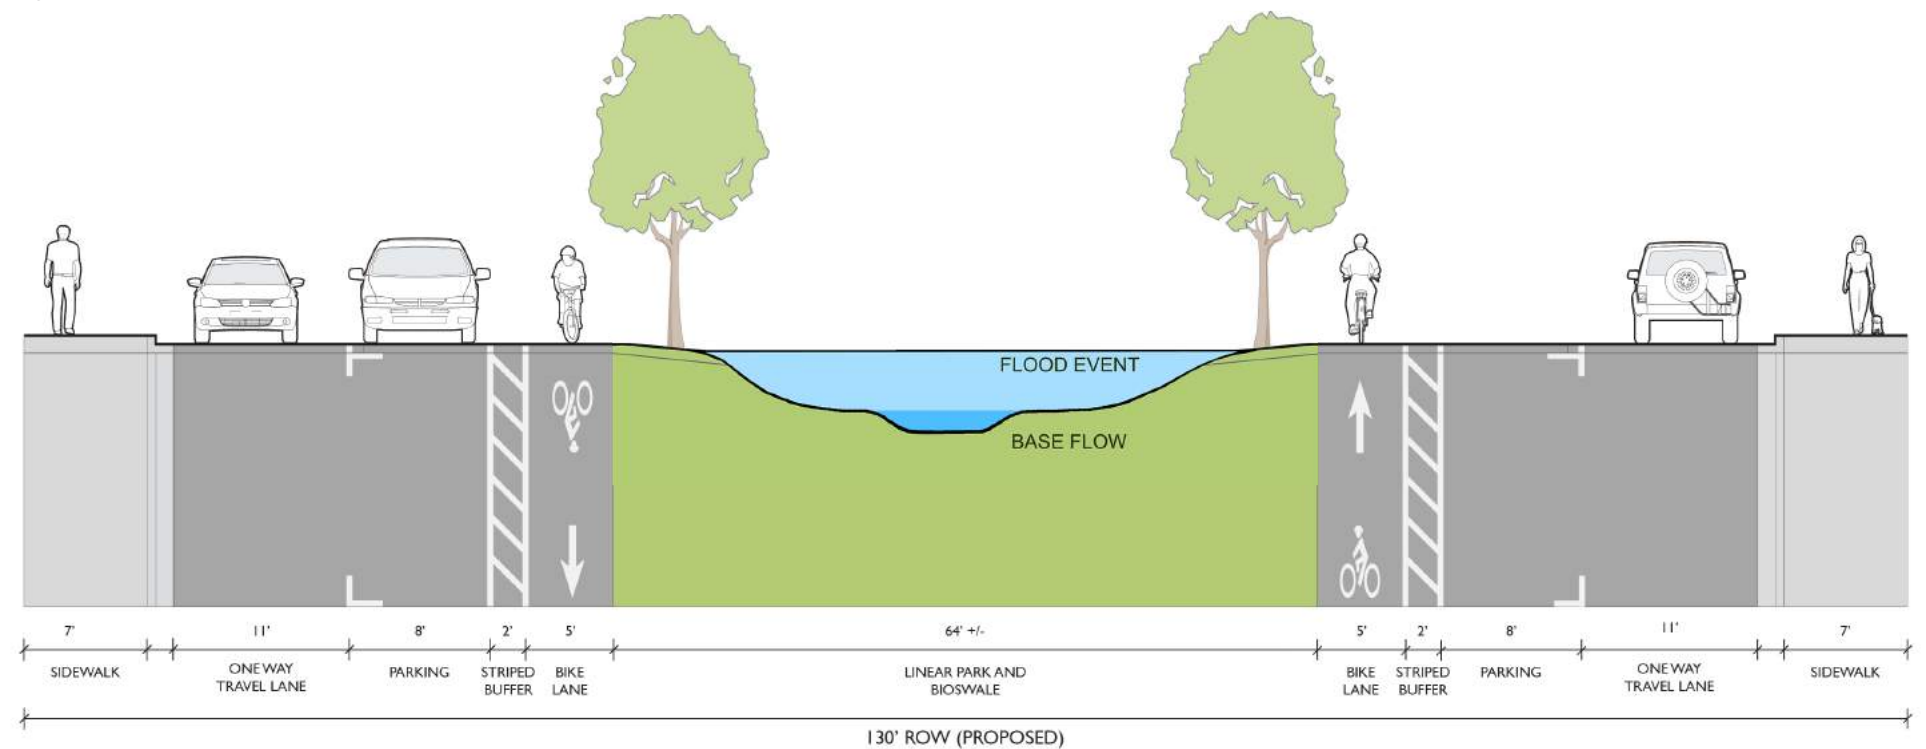 FLOOD EVENT
BASE FLOW
7' 11' 8' 2' 5' 64' +/- 5' 2' 8' 11' 7'
SIDEWALK ONE WAY PARKING STRIPED BIKE LINEAR PARK AND BIKE STRIPED PARKING ONE WAY SIDEWALK
TRAVEL LANE BUFFER LANE BIOSWALE LANE BUFFER TRAVEL LANE
130' ROW (PROPOSED)